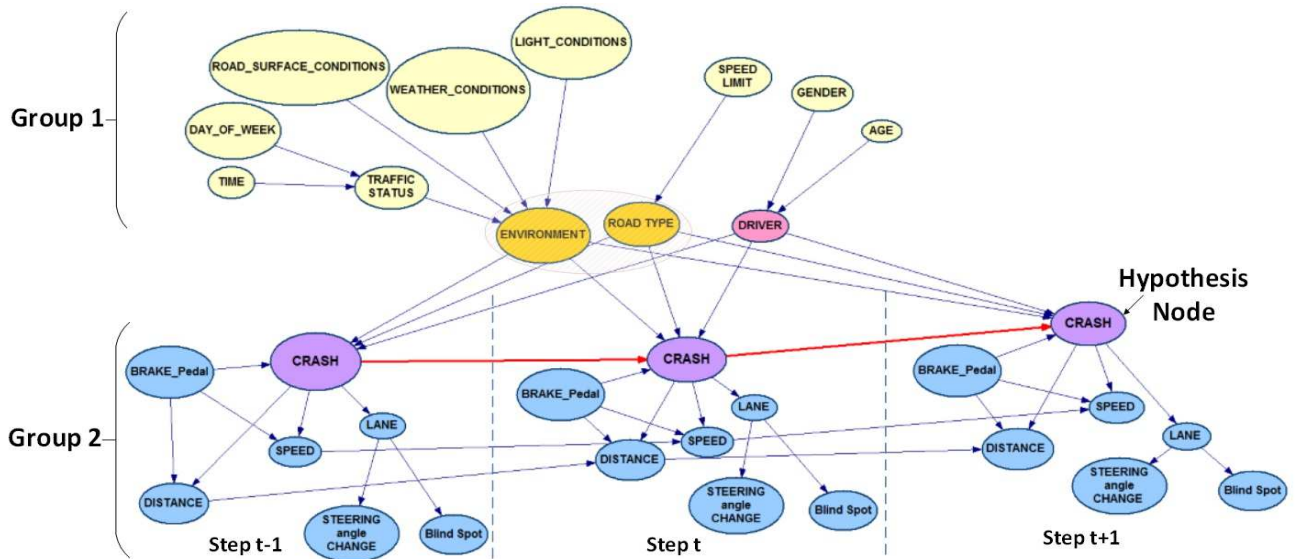 Group 1
LIGHT_CONDITIONS
ROAD_SURFACE_CONDITIONS
WEATHER_CONDITIONS
SPEED
LIMIT
GENDER
DAY_OF_WEEK
AGE
TIME
TRAFFIC
STATUS
ENVIRONMENT
ROAD TYPE
DRIVER
Hypothesis
Node
Group 2
CRASH
BRAKE_Pedal
LANE
SPEED
DISTANCE
STEERING
angle
CHANGE
Blind Spot
Step t-1
CRASH
BRAKE_Pedal
LANE
SPEED
DISTANCE
STEERING
angle
CHANGE
Blind Spot
Step t
CRASH
BRAKE_Pedal
SPEED
LANE
DISTANCE
STEERING
angle
CHANGE
Blind Spot
Step t+1